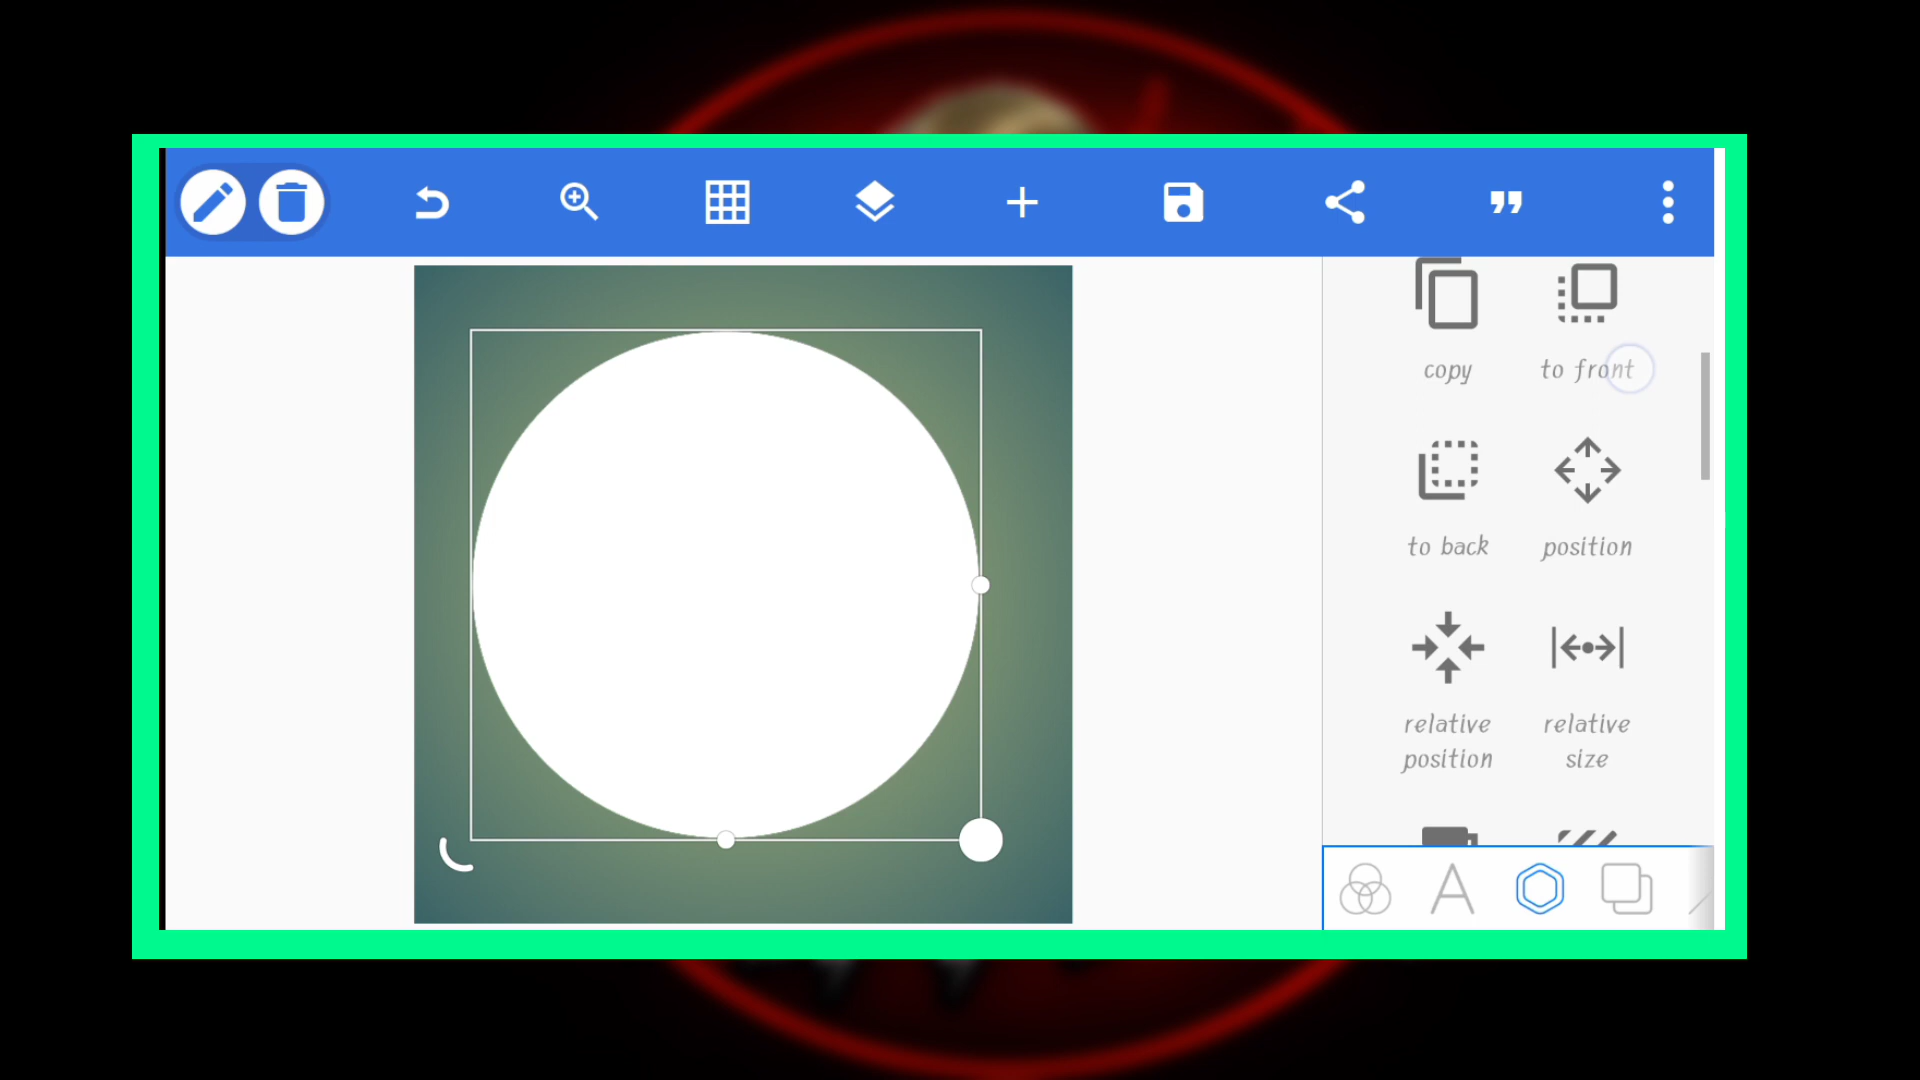 copy
to front
to back
position
relative
position
relative
size